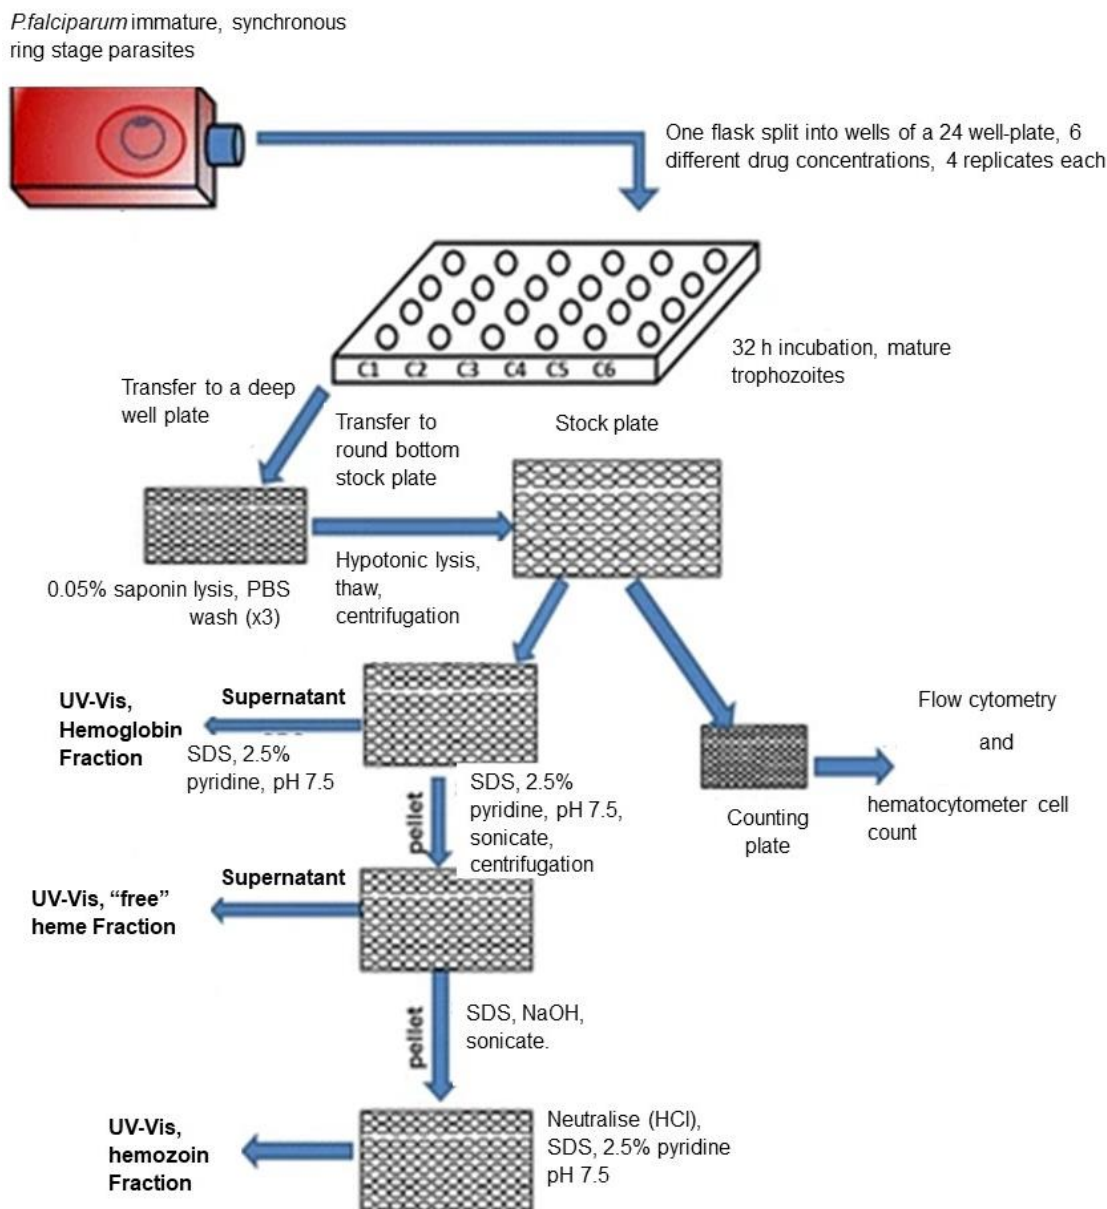 P.falciparum immature, synchronous
ring stage parasites
One flask split into wells of a 24 well-plate, 6
different drug concentrations, 4 replicates each
C1 C2 C3 C4 C5 C6
32 h incubation, mature
trophozoites
Transfer to a deep
well plate
Transfer to
round bottom
stock plate
Stock plate
0.05% saponin lysis, PBS
wash (x3)
Hypotonic lysis,
thaw,
centrifugation
UV-Vis,
Hemoglobin
Fraction
Supernatant
SDS, 2.5%
pyridine, pH 7.5
pellet
SDS, 2.5%
pyridine, pH 7.5,
sonicate,
centrifugation
Counting
plate
Flow cytometry
and
hematocytometer cell
count
UV-Vis, “free”
heme Fraction
Supernatant
pellet
SDS, NaOH,
sonicate.
UV-Vis,
hemozoin
Fraction
Neutralise (HCl),
SDS, 2.5% pyridine
pH 7.5